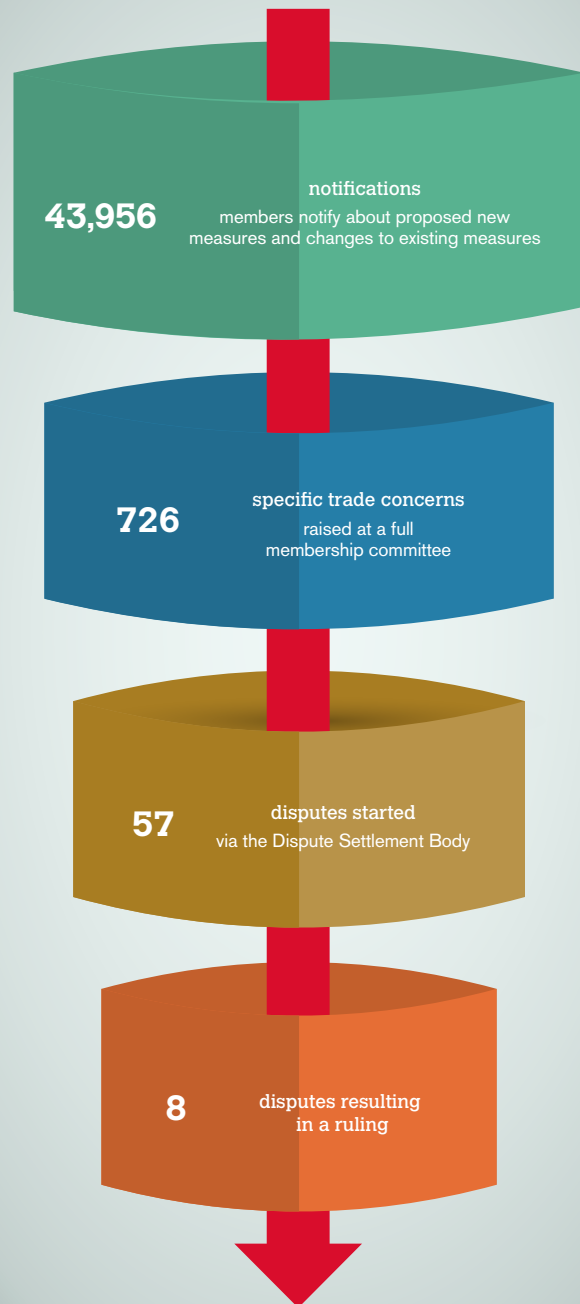 43,956
notifications
members notify about proposed new
measures and changes to existing measures
726
specific trade concerns
raised at a full
membership committee
57
disputes started
via the Dispute Settlement Body
8
disputes resulting
in a ruling